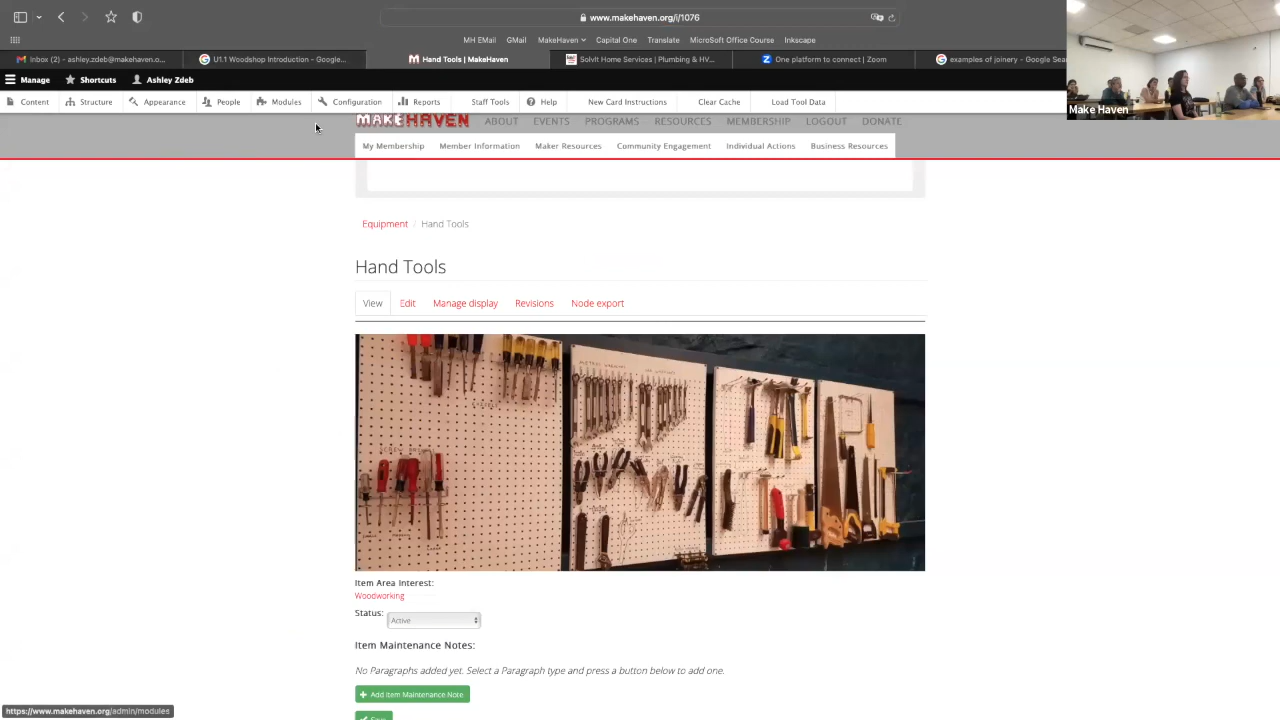 www.makehaven.org/i/1076
MH EMail GMail MakeHaven Capital One Translate MicroSoft Office Course Inkscape
Inbox (2) - ashley.zdeb@makehaven.o... U1.1 Woodshop Introduction - Google... Hand Tools | MakeHaven SolvIt Home Services | Plumbing & HV... One platform to connect | Zoom examples of joinery - Google Sea
Manage Shortcuts Ashley Zdeb
Content Structure Appearance People Modules Configuration Reports Staff Tools Help New Card Instructions Clear Cache Load Tool Data
Make Haven
MAKEHAVEN ABOUT EVENTS PROGRAMS RESOURCES MEMBERSHIP LOGOUT DONATE
My Membership Member Information Maker Resources Community Engagement Individual Actions Business Resources
Equipment / Hand Tools
Hand Tools
View Edit Manage display Revisions Node export
Item Area Interest:
Woodworking
Status: Active
Item Maintenance Notes:
No Paragraphs added yet. Select a Paragraph type and press a button below to add one.
Add Item Maintenance Note
Save
https://www.makehaven.org/admin/modules